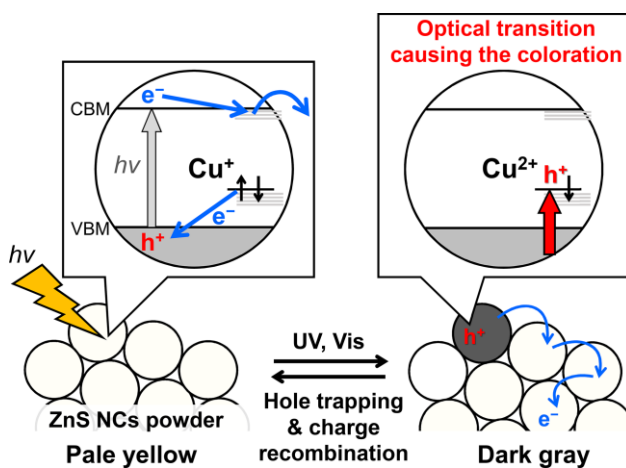 Optical transition
causing the coloration
CBM
e⁻
hν
Cu⁺
e⁻
VBM
h⁺
Cu²⁺
h⁺
hν
h⁺
UV, Vis
Hole trapping
& charge
recombination
e⁻
ZnS NCs powder
Pale yellow
Dark gray